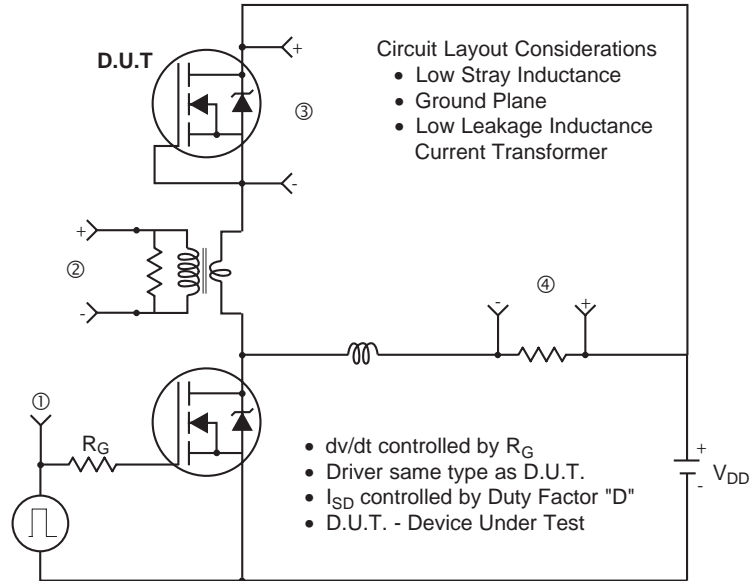 D.U.T
+
-
③
Circuit Layout Considerations
• Low Stray Inductance
• Ground Plane
• Low Leakage Inductance
Current Transformer
+
-
②
-
+
④
①
R_G
• dv/dt controlled by R_G
• Driver same type as D.U.T.
• I_SD controlled by Duty Factor "D"
• D.U.T. - Device Under Test
+
-
V_DD